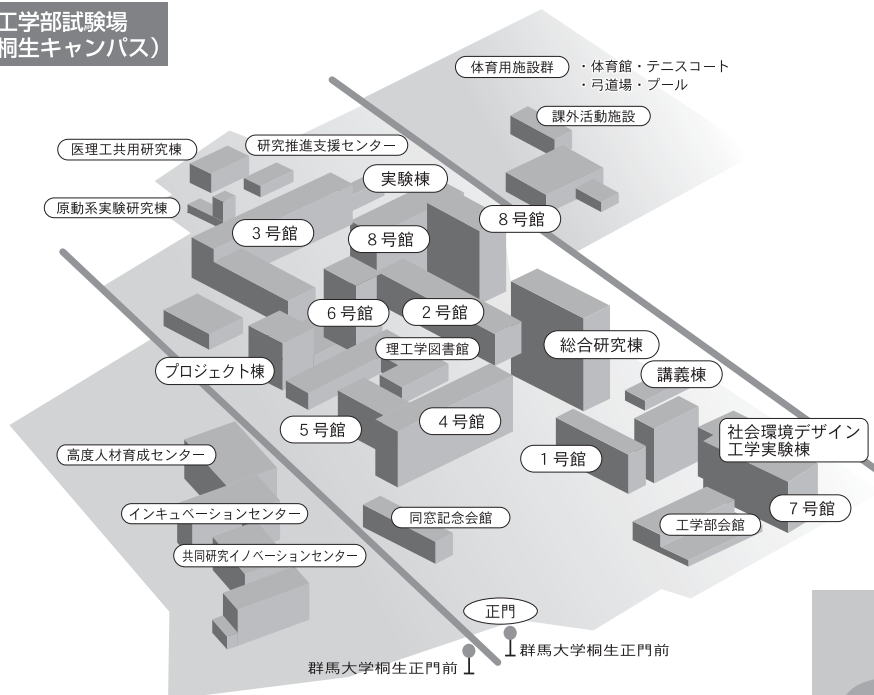 工学部試験場
桐生キャンパス）
体育用施設群
・体育館・テニスコート
・弓道場・プール
課外活動施設
医理工共用研究棟
研究推進支援センター
実験棟
原動系実験研究棟
3号館
8号館
8号館
6号館
2号館
理工学図書館
総合研究棟
プロジェクト棟
講義棟
5号館
4号館
社会環境デザイン
工学実験棟
高度人材育成センター
1号館
7号館
インキュベーションセンター
同窓記念会館
工学部会館
共同研究イノベーションセンター
正門
群馬大学桐生正門前
群馬大学桐生正門前